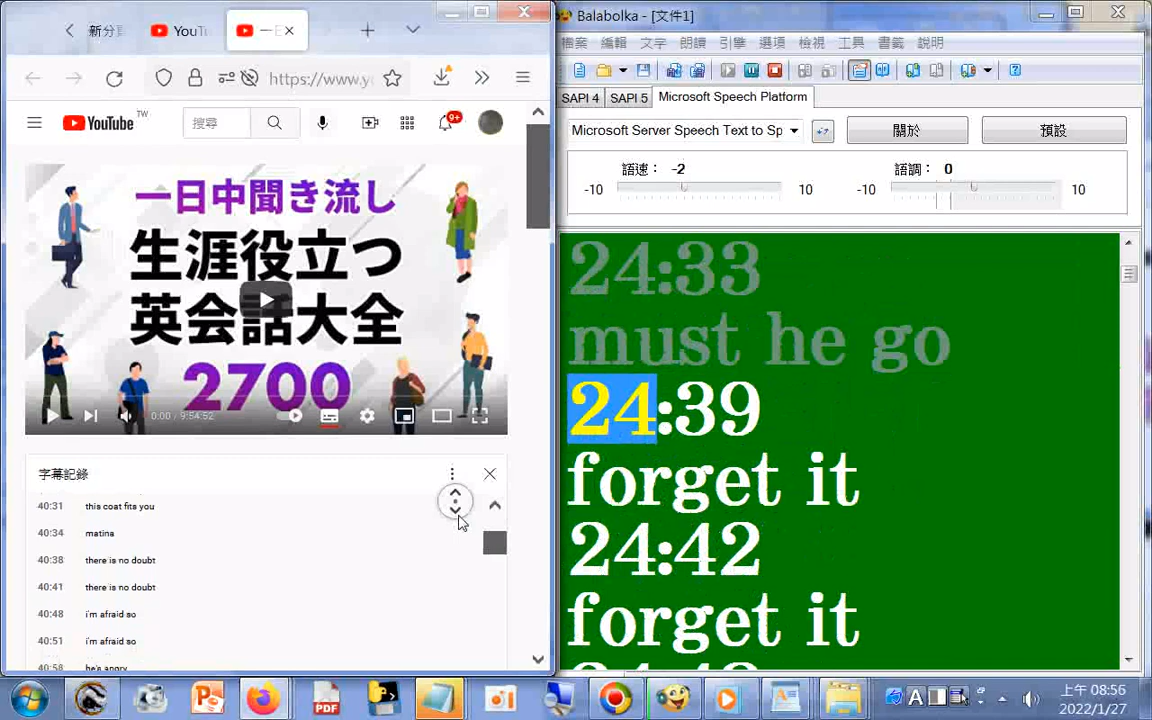 新分
YouTu
一E
https://www.y
YouTube
TW
搜尋
9+
一日中聞き流し
生涯役立つ
英会話大全
2700
0:00 / 9:54:52
字幕記錄
40:31 this coat fits you
40:34 matina
40:38 there is no doubt
40:41 there is no doubt
40:48 i'm afraid so
40:51 i'm afraid so
40:58 he's angry
Balabolka - [文件1]
檔案 編輯 文字 朗讀 引擎 選項 檢視 工具 書籤 說明
SAPI 4 SAPI 5 Microsoft Speech Platform
Microsoft Server Speech Text to Sp
關於 預設
語速： -2 語調： 0
-10 10 -10 10
24:33
must he go
24:39
forget it
24:42
forget it
PDF
A
上午 08:56
2022/1/27